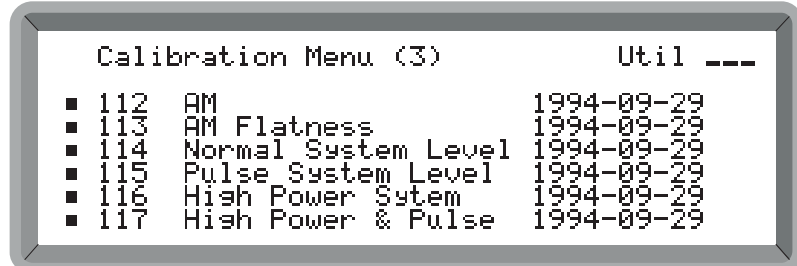 Calibration Menu (3) Util ___
■ 112 AM 1994-09-29
■ 113 AM Flatness 1994-09-29
■ 114 Normal System Level 1994-09-29
■ 115 Pulse System Level 1994-09-29
■ 116 High Power Sytem 1994-09-29
■ 117 High Power & Pulse 1994-09-29